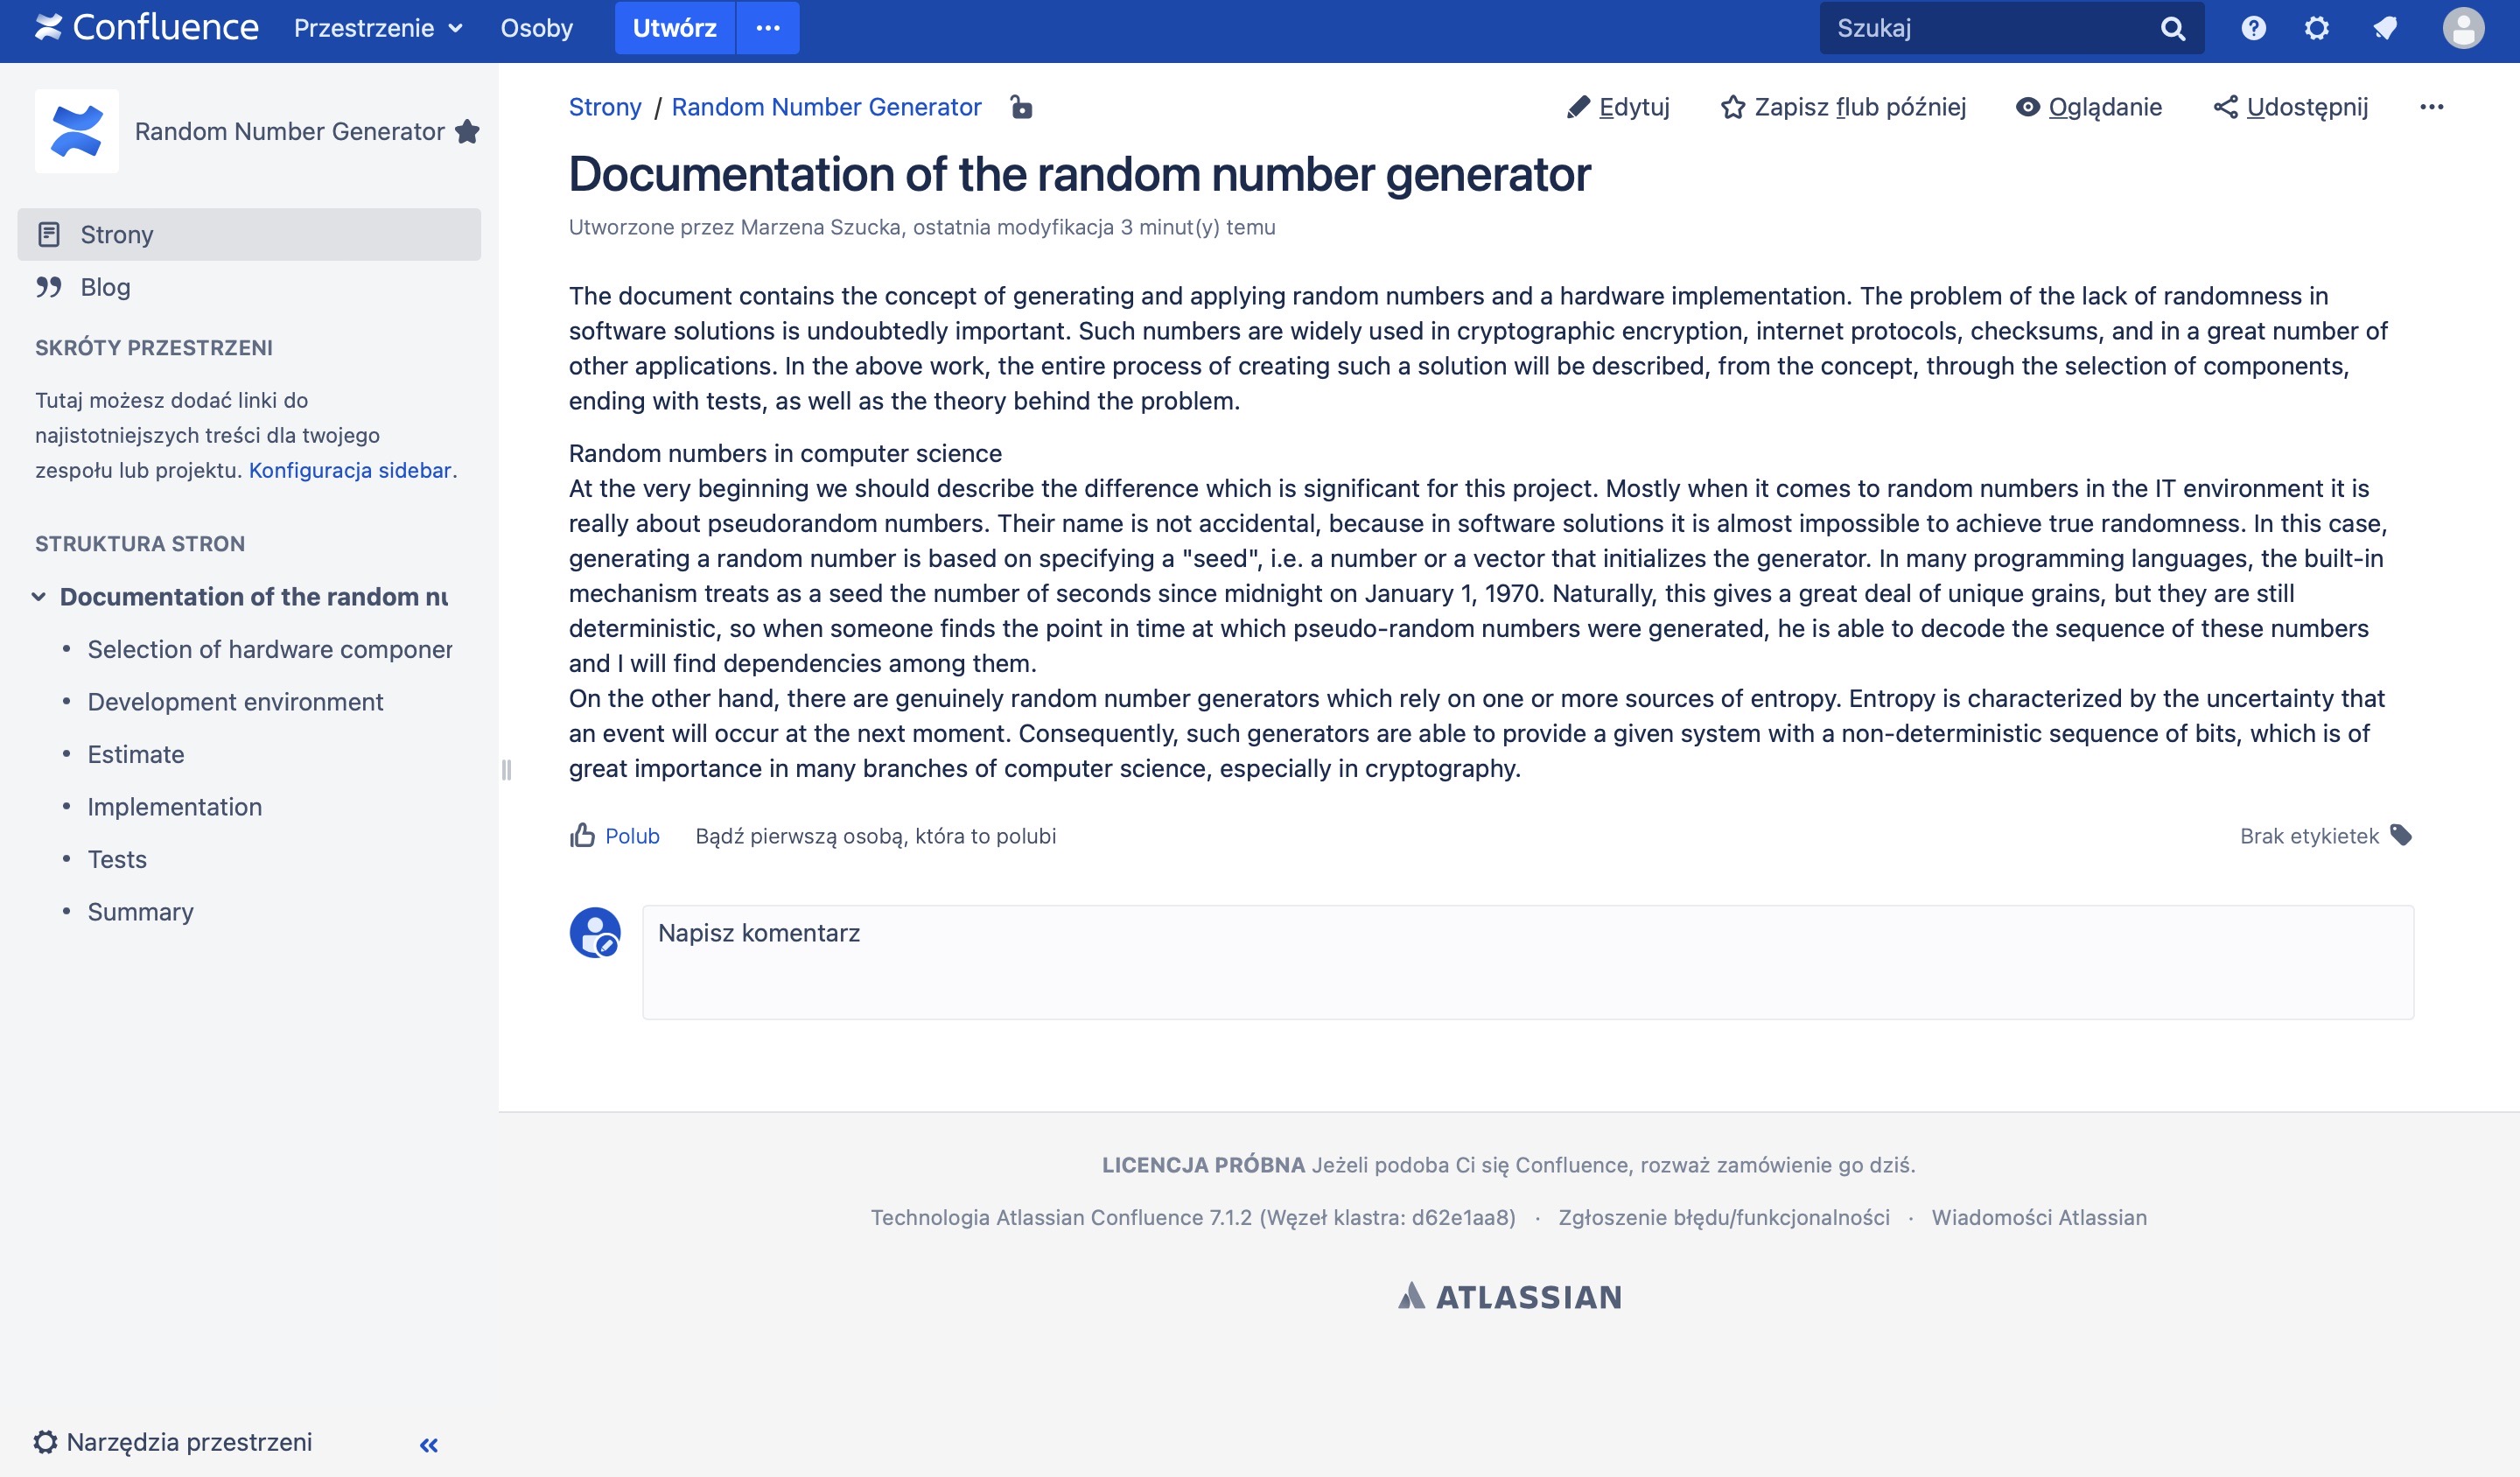 Confluence Przestrzenie Osoby Utwórz Szukaj
Random Number Generator
Strony
Blog
SKRÓTY PRZESTRZENI
Tutaj możesz dodać linki do
najistotniejszych treści dla twojego
zespołu lub projektu. Konfiguracja sidebar.
STRUKTURA STRON
Documentation of the random nu
Selection of hardware componen
Development environment
Estimate
Implementation
Tests
Summary
Narzędzia przestrzeni
Strony / Random Number Generator
Edytuj Zapisz flub później Oglądanie Udostępnij
Documentation of the random number generator
Utworzone przez Marzena Szucka, ostatnia modyfikacja 3 minut(y) temu
The document contains the concept of generating and applying random numbers and a hardware implementation. The problem of the lack of randomness in
software solutions is undoubtedly important. Such numbers are widely used in cryptographic encryption, internet protocols, checksums, and in a great number of
other applications. In the above work, the entire process of creating such a solution will be described, from the concept, through the selection of components,
ending with tests, as well as the theory behind the problem.
Random numbers in computer science
At the very beginning we should describe the difference which is significant for this project. Mostly when it comes to random numbers in the IT environment it is
really about pseudorandom numbers. Their name is not accidental, because in software solutions it is almost impossible to achieve true randomness. In this case,
generating a random number is based on specifying a "seed", i.e. a number or a vector that initializes the generator. In many programming languages, the built-in
mechanism treats as a seed the number of seconds since midnight on January 1, 1970. Naturally, this gives a great deal of unique grains, but they are still
deterministic, so when someone finds the point in time at which pseudo-random numbers were generated, he is able to decode the sequence of these numbers
and I will find dependencies among them.
On the other hand, there are genuinely random number generators which rely on one or more sources of entropy. Entropy is characterized by the uncertainty that
an event will occur at the next moment. Consequently, such generators are able to provide a given system with a non-deterministic sequence of bits, which is of
great importance in many branches of computer science, especially in cryptography.
Polub Bądź pierwszą osobą, która to polubi Brak etykietek
Napisz komentarz
LICENCJA PRÓBNA Jeżeli podoba Ci się Confluence, rozważ zamówienie go dziś.
Technologia Atlassian Confluence 7.1.2 (Węzeł klastra: d62e1aa8) · Zgłoszenie błędu/funkcjonalności · Wiadomości Atlassian
ATLASSIAN